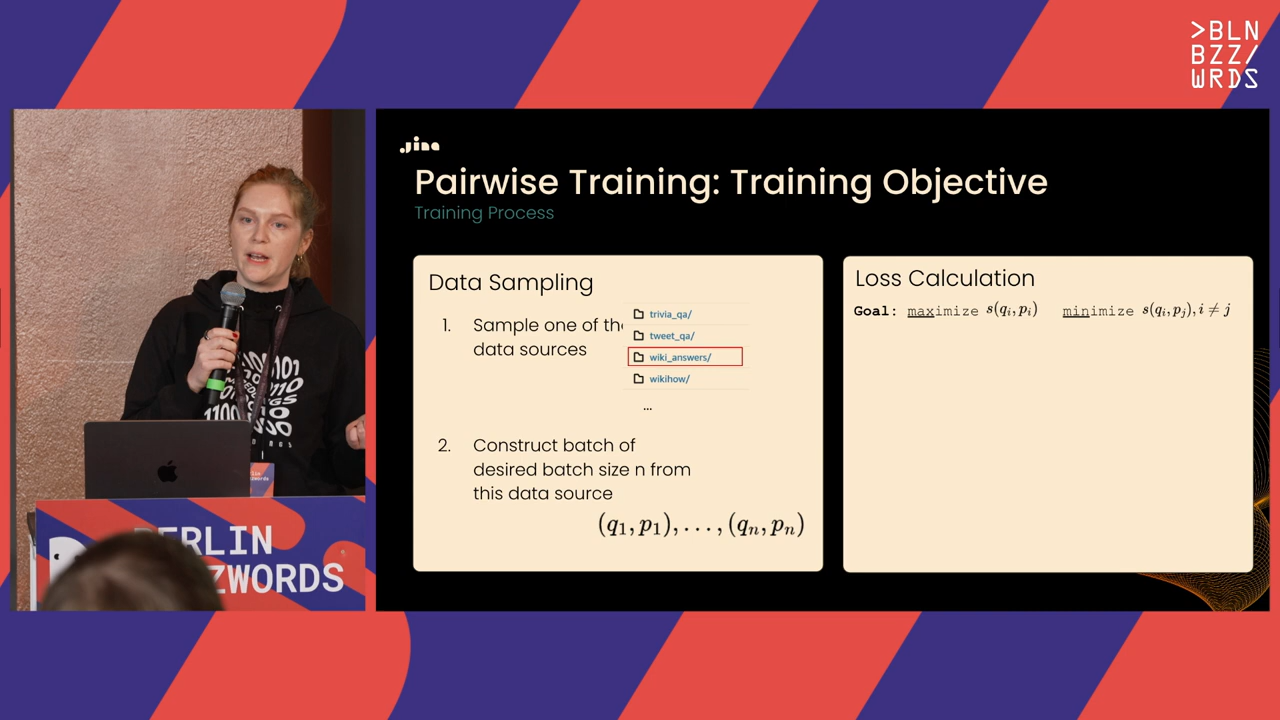 >BLN
BZZ/
WRDS
Jina
Pairwise Training: Training Objective
Training Process
Data Sampling
1. Sample one of the
data sources
trivia_qa/
tweet_qa/
wiki_answers/
wikihow/
...
2. Construct batch of
desired batch size n from
this data source
(q₁, p₁), . . . , (qₙ, pₙ)
Loss Calculation
Goal: maximize s(qᵢ, pᵢ) minimize s(qᵢ, pⱼ), i ≠ j
BERLIN
ZZWORDS